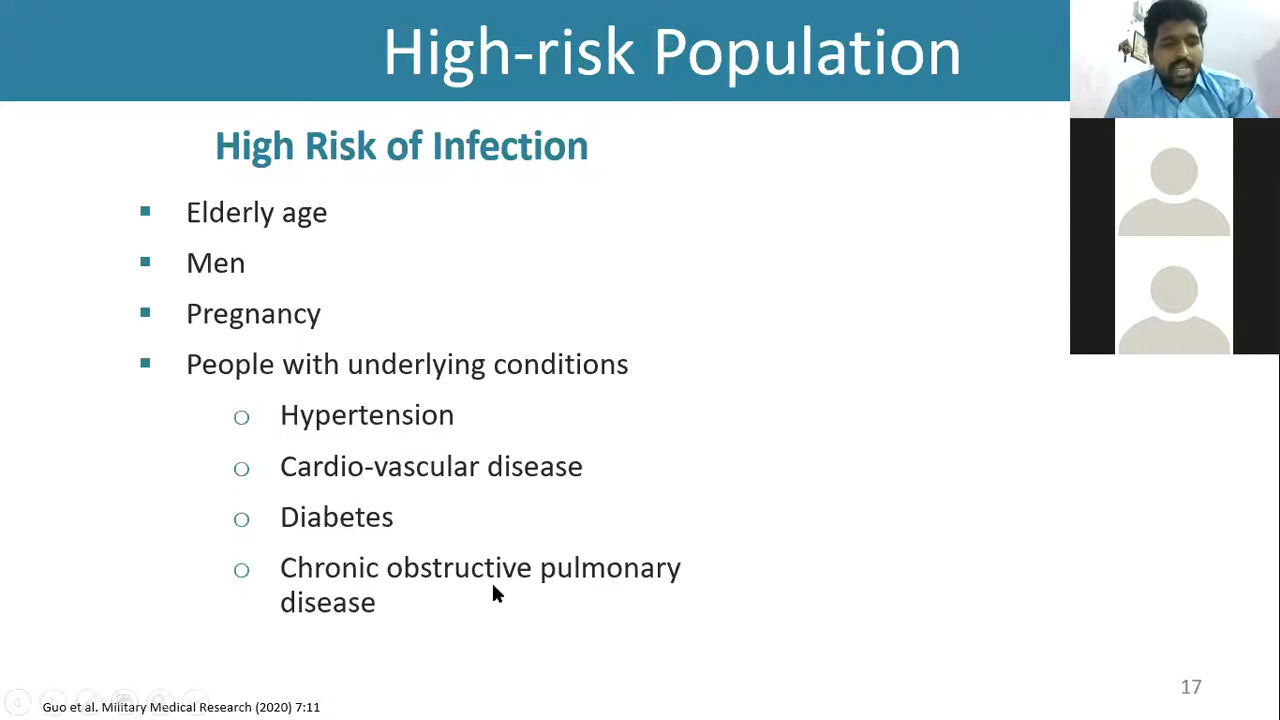 High-risk Population
High Risk of Infection
▪ Elderly age
▪ Men
▪ Pregnancy
▪ People with underlying conditions
o Hypertension
o Cardio-vascular disease
o Diabetes
o Chronic obstructive pulmonary
disease
17
Guo et al. Military Medical Research (2020) 7:11